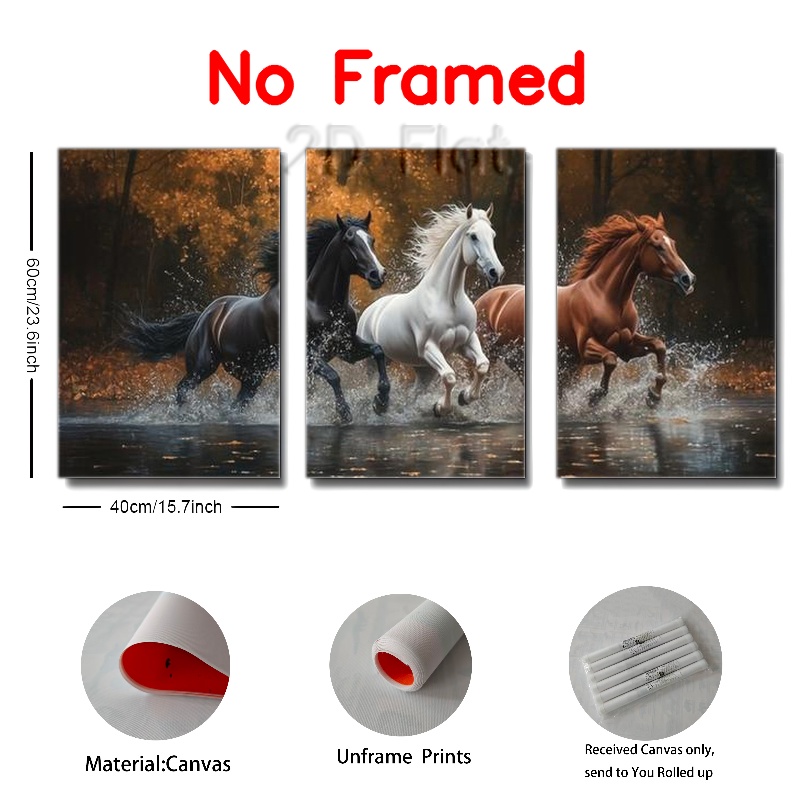 No Framed
2D Flat
60cm/23.6inch
40cm/15.7inch
Material:Canvas
Unframe Prints
Received Canvas only,
send to You Rolled up